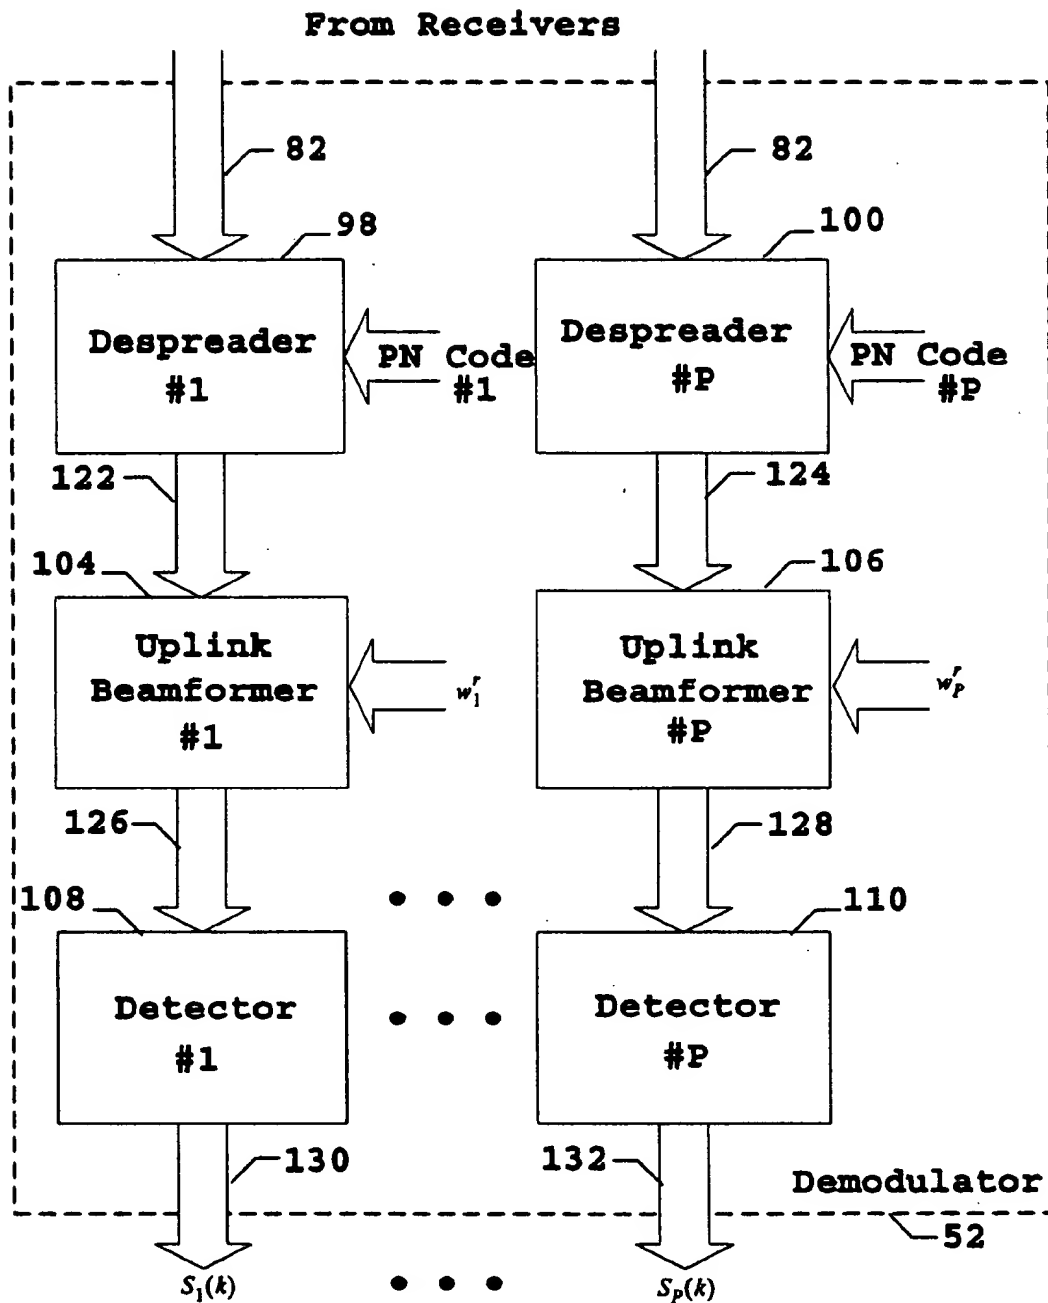 From Receivers
82
82
98
100
Despreader
#1
PN Code
#1
Despreader
#P
PN Code
#P
122
124
104
106
Uplink
Beamformer
#1
w₁ʳ
Uplink
Beamformer
#P
w_Pʳ
126
128
108
110
Detector
#1
Detector
#P
130
132
Demodulator
52
S₁(k)
S_P(k)